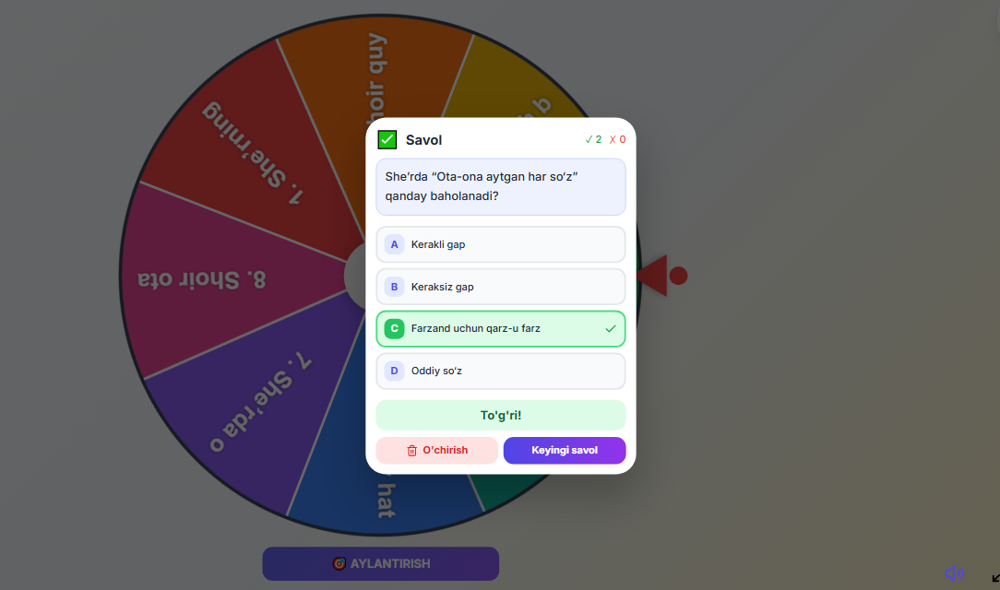 hoir quy
1. She'rning
8. Shoir ota
7. She'rda o
hat
Savol
✓ 2 ✗ 0
She’rda “Ota-ona aytgan har so‘z”
qanday baholanadi?
A Kerakli gap
B Keraksiz gap
C Farzand uchun qarz-u farz
D Oddiy so‘z
To'g'ri!
O'chirish
Keyingi savol
AYLANTIRISH